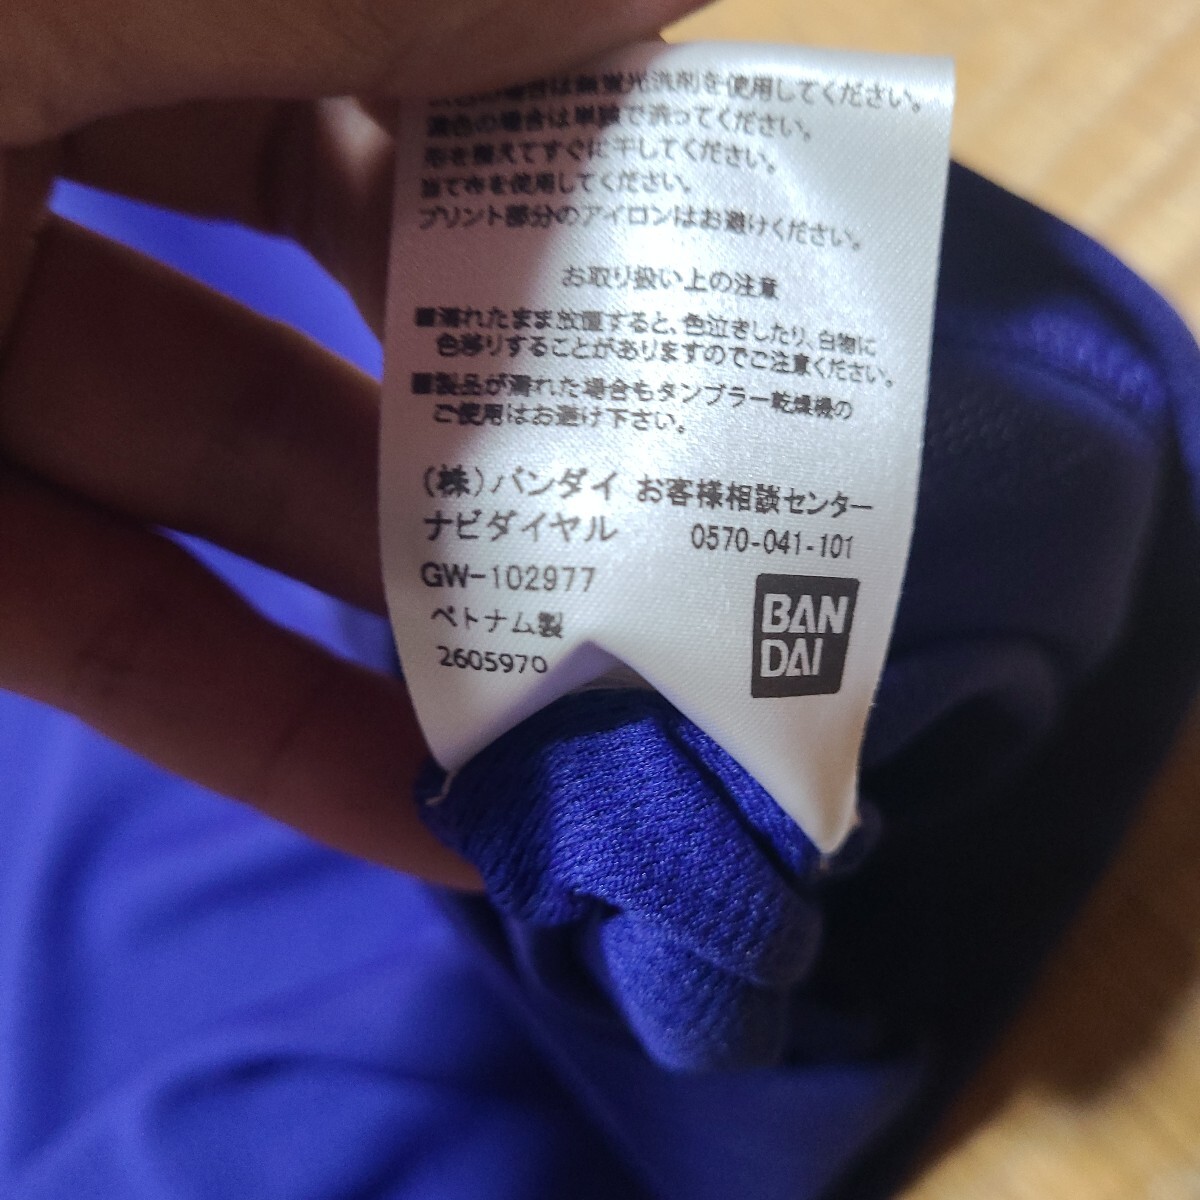 の場合は無蛍光洗剤を使用してください。
濃色の場合は単独で洗ってください。
形を整えてすぐに干してください。
当て布を使用してください。
プリント部分のアイロンはお避けください。
お取り扱い上の注意
■濡れたまま放置すると、色泣きしたり、白物に
色移りすることがありますのでご注意ください。
■製品が濡れた場合もタンブラー乾燥機の
ご使用はお避け下さい。
(株)バンダイ お客様相談センター
ナビダイヤル 0570-041-101
GW-102977
ベトナム製
2605970
BAN
DAI